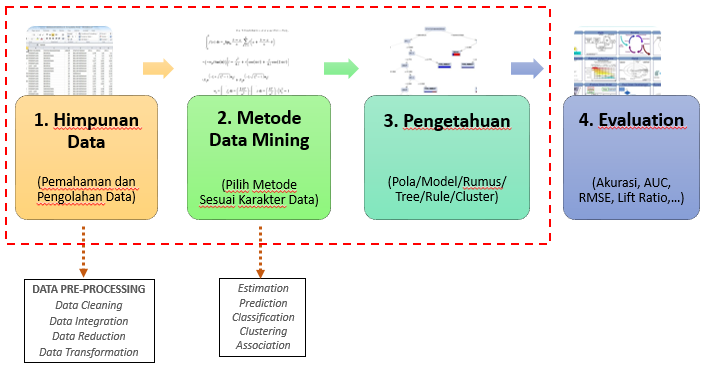 1. Himpunan
Data
(Pemahaman dan
Pengolahan Data)
2. Metode
Data Mining
(Pilih Metode
Sesuai Karakter Data)
3. Pengetahuan
(Pola/Model/Rumus/
Tree/Rule/Cluster)
4. Evaluation
(Akurasi, AUC,
RMSE, Lift Ratio,...)
DATA PRE-PROCESSING
Data Cleaning
Data Integration
Data Reduction
Data Transformation
Estimation
Prediction
Classification
Clustering
Association